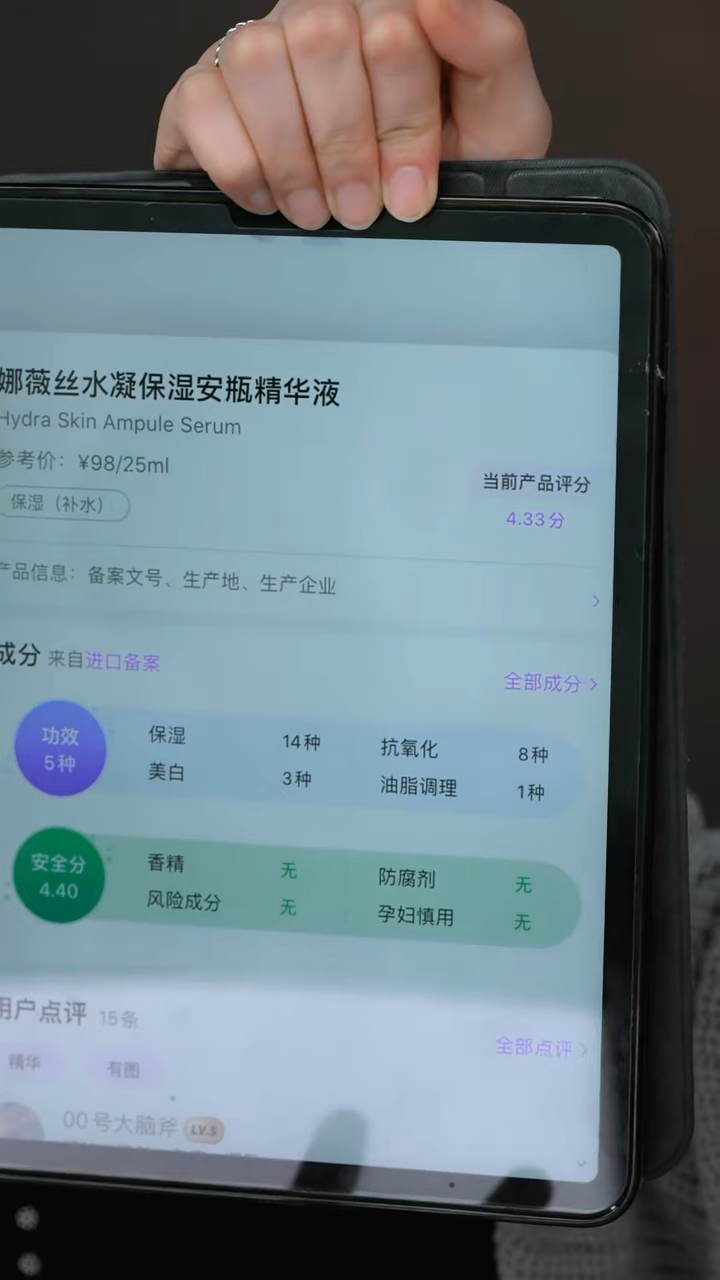 娜薇丝水凝保湿安瓶精华液
Hydra Skin Ampule Serum
参考价：¥98/25ml
保湿（补水）
当前产品评分
4.33分
产品信息：备案文号、生产地、生产企业
成分 来自进口备案
全部成分
功效
5种
保湿 14种 抗氧化 8种
美白 3种 油脂调理 1种
安全分
4.40
香精 无 防腐剂 无
风险成分 无 孕妇慎用 无
用户点评 15条
全部点评
精华 有图
00号大脑斧 LV.5